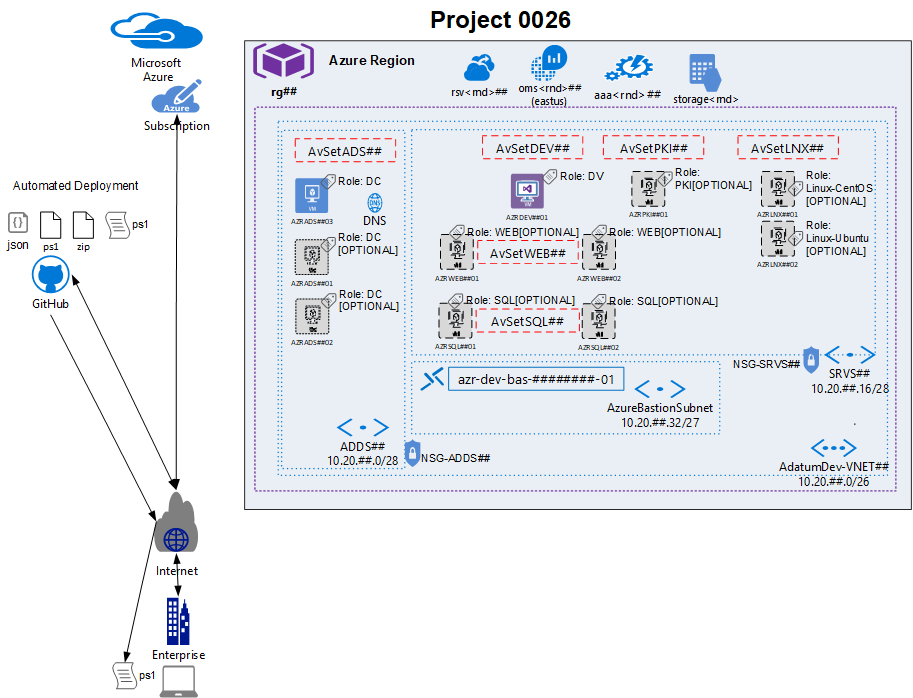 Project 0026
Microsoft
Azure
Azure
Subscription
Automated Deployment
json
ps1
zip
ps1
GitHub
Internet
Enterprise
ps1
rg##
Azure Region
rsv<rnd>##
oms<rnd>##
(eastus)
aaa<rnd> ##
storage<rnd>
AvSetADS##
Role: DC
VM
AZRADS##03
DNS
Role: DC
[OPTIONAL]
AZRADS##01
Role: DC
[OPTIONAL]
AZRADS##02
ADDS##
10.20.##.0/28
NSG-ADDS##
AvSetDEV##
Role: DV
VM
AZRDEV##01
AvSetPKI##
Role:
PKI[OPTIONAL]
AZRPKI##01
AvSetLNX##
Role:
Linux-CentOS
[OPTIONAL]
AZRLNX##01
Role:
Linux-Ubuntu
[OPTIONAL]
AZRLNX##02
Role: WEB[OPTIONAL]
AZRWEB##01
AvSetWEB##
Role: WEB[OPTIONAL]
AZRWEB##02
Role: SQL[OPTIONAL]
AZRSQL##01
AvSetSQL##
Role: SQL[OPTIONAL]
AZRSQL##02
NSG-SRVS##
SRVS##
10.20.##.16/28
azr-dev-bas-########-01
AzureBastionSubnet
10.20.##.32/27
AdatumDev-VNET##
10.20.##.0/26